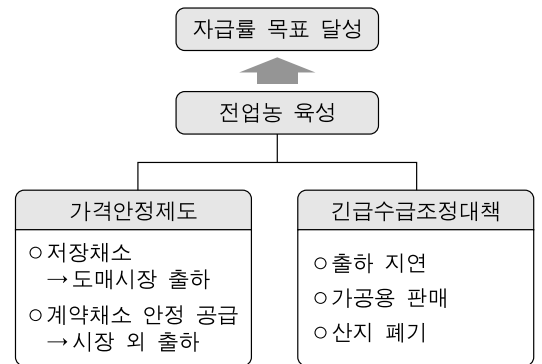 자급률 목표 달성
전업농 육성
가격안정제도
○저장채소
→도매시장 출하
○계약채소 안정 공급
→시장 외 출하
긴급수급조정대책
○출하 지연
○가공용 판매
○산지 폐기